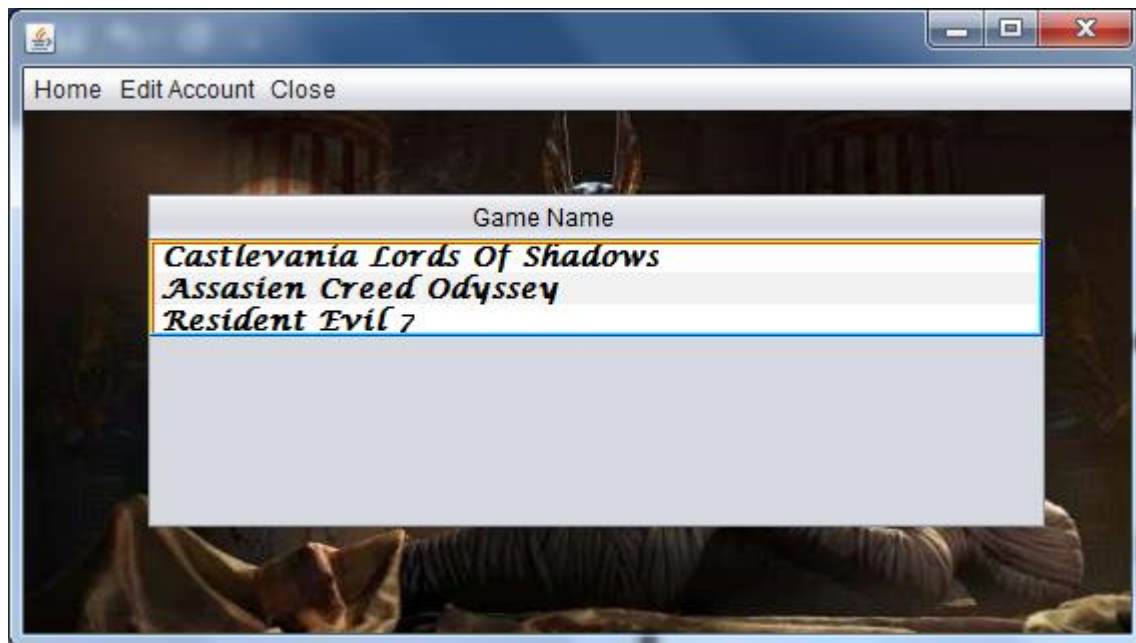 Home Edit Account Close
Game Name
Castlevania Lords Of Shadows
Assasien Creed Odyssey
Resident Evil 7